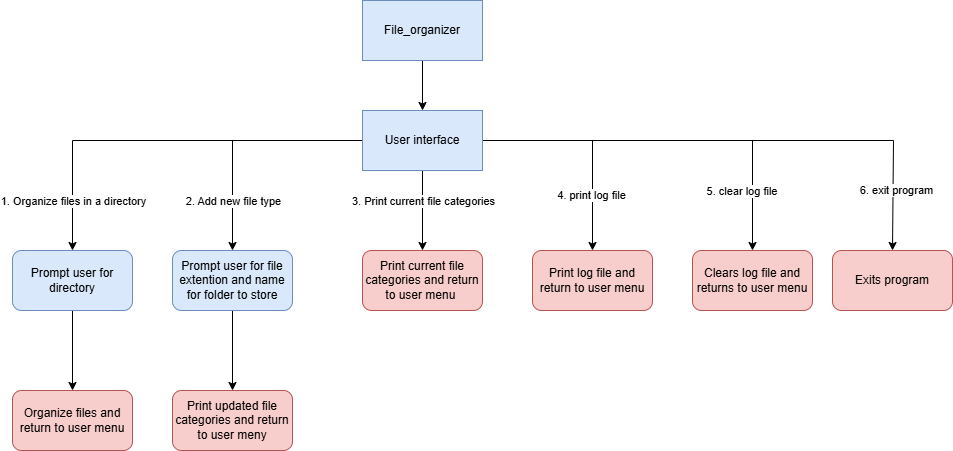 File_organizer
User interface
1. Organize files in a directory
2. Add new file type
3. Print current file categories
4. print log file
5. clear log file
6. exit program
Prompt user for
directory
Prompt user for file
extention and name
for folder to store
Print current file
categories and return
to user menu
Print log file and
return to user menu
Clears log file and
returns to user menu
Exits program
Organize files and
return to user menu
Print updated file
categories and return
to user meny